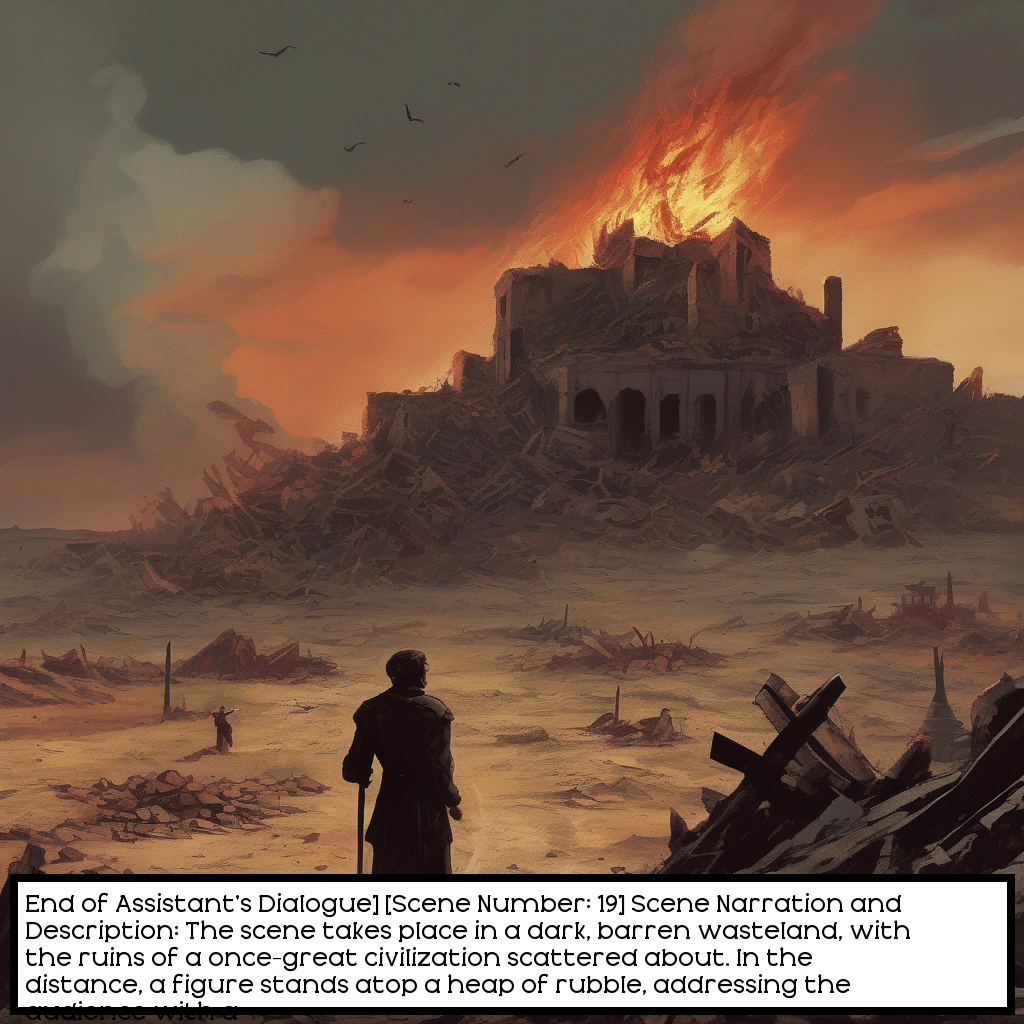 End of Assistant's Dialogue] [Scene Number: 19] Scene Narration and
Description: The scene takes place in a dark, barren wasteland, with
the ruins of a once-great civilization scattered about. In the
distance, a figure stands atop a heap of rubble, addressing the
audience with a